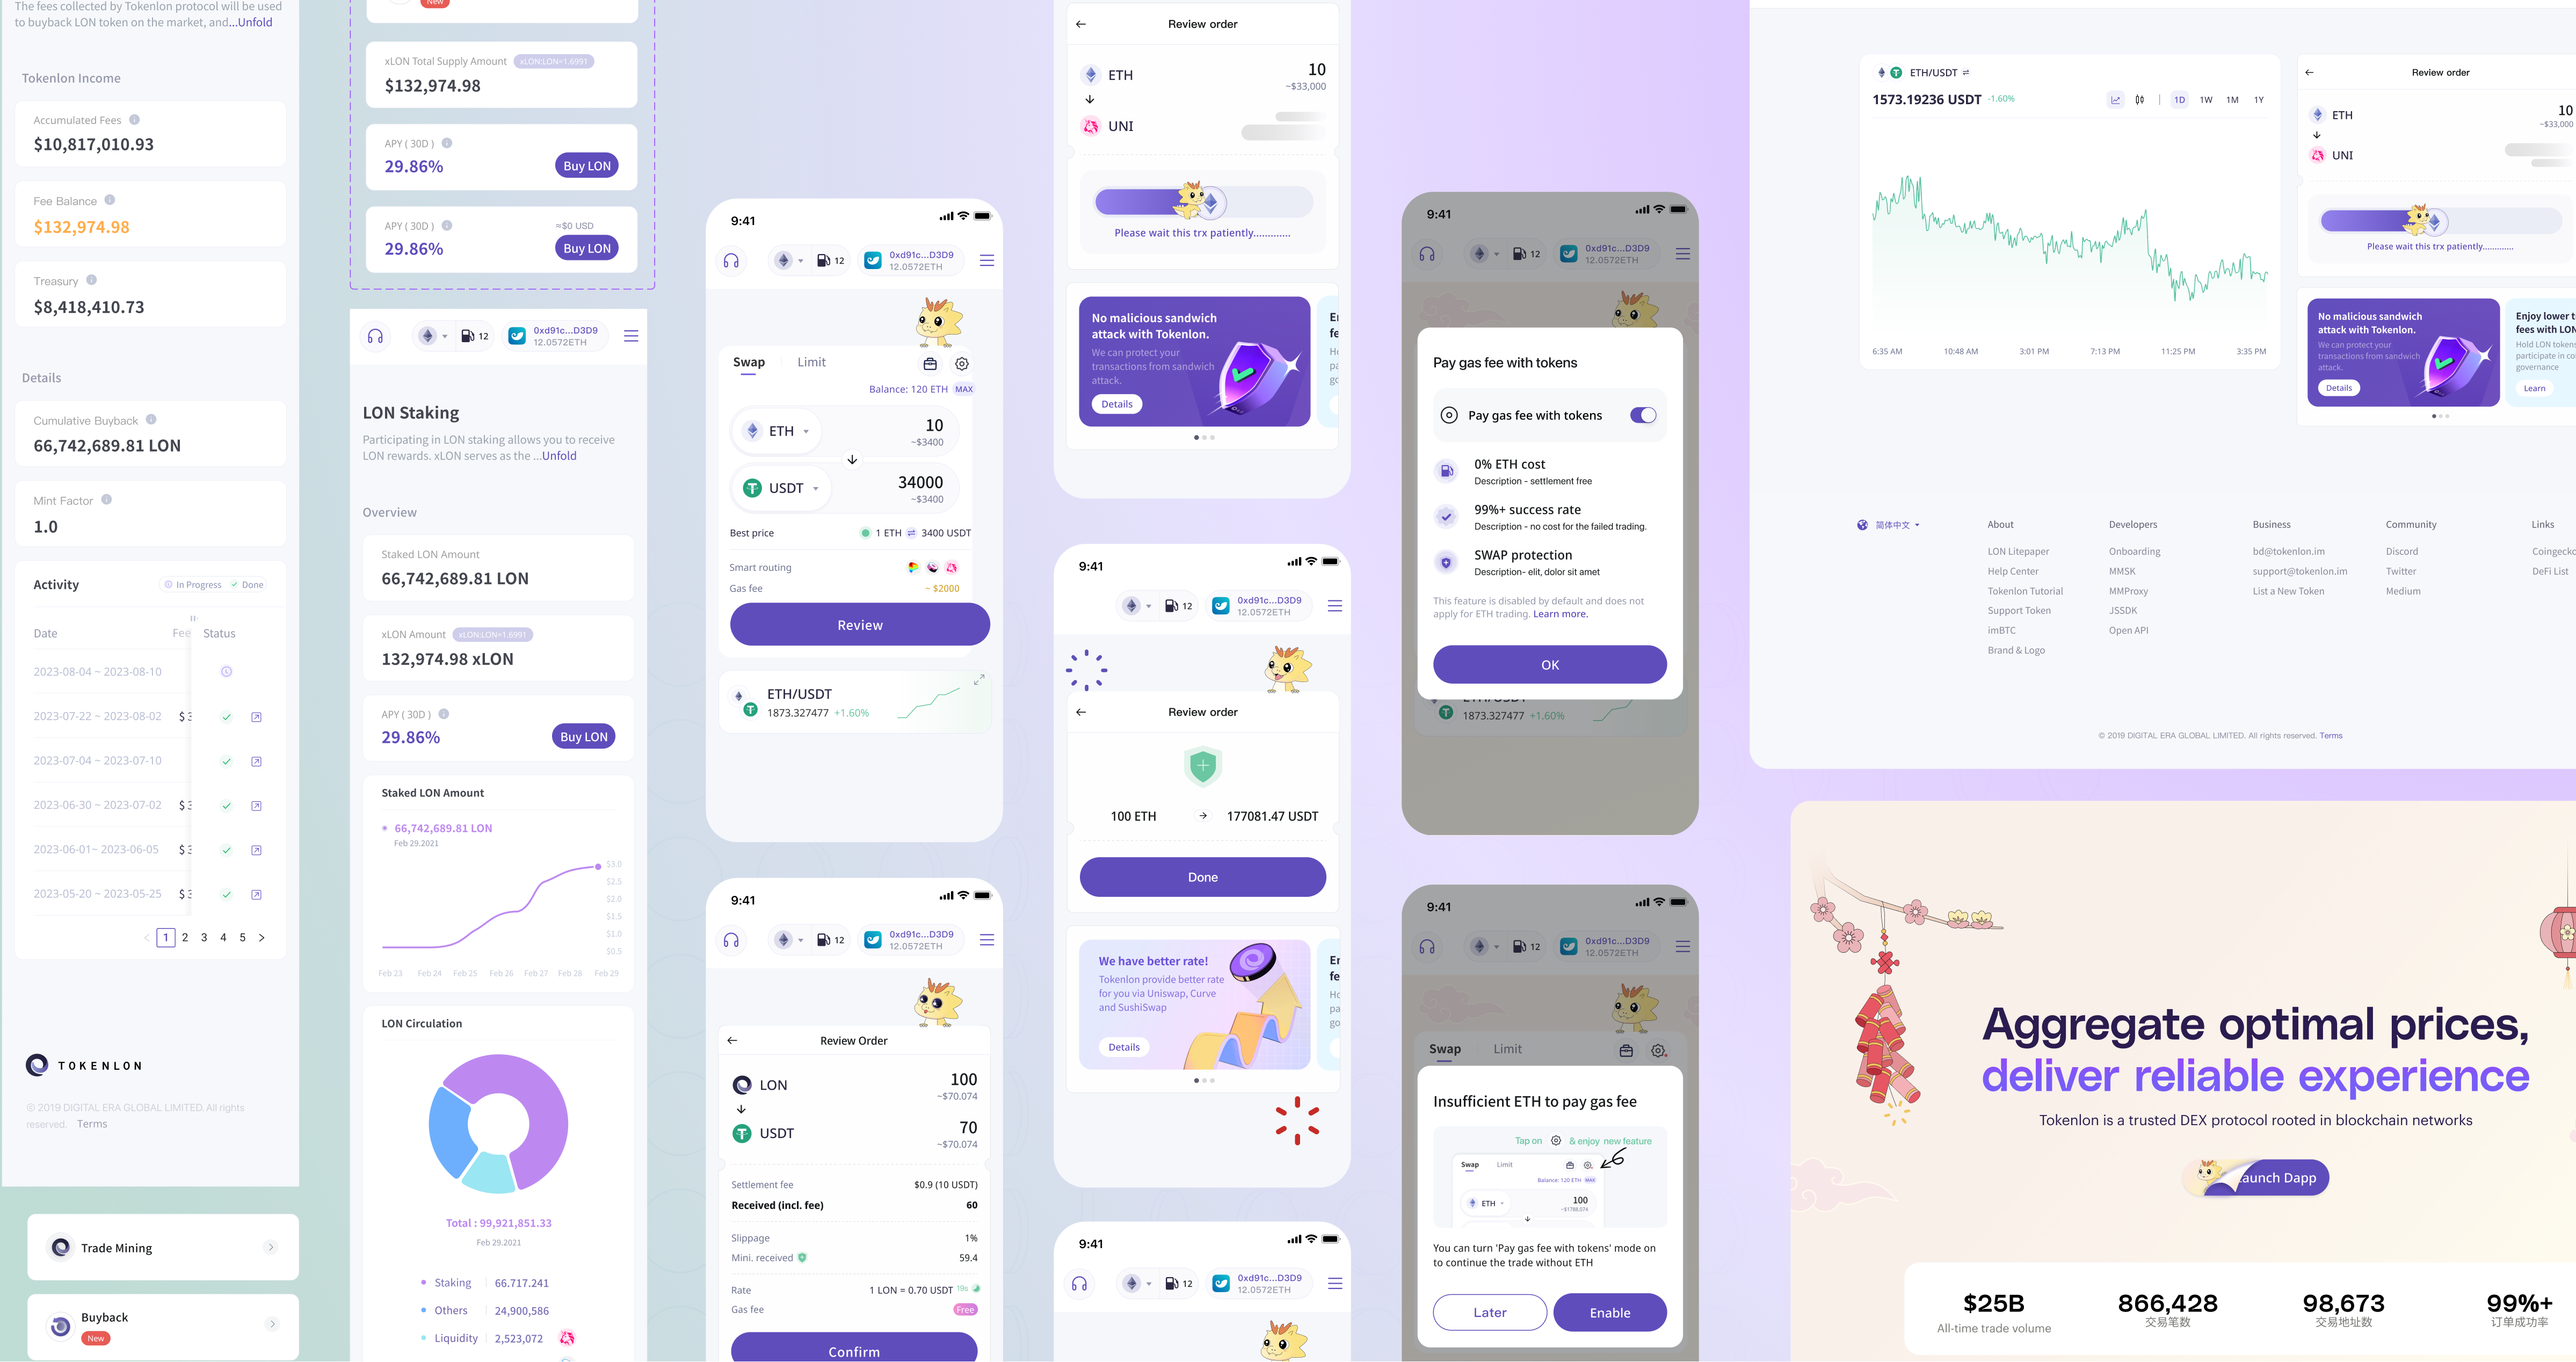 The fees collected by Tokenlon protocol will be used
to buyback LON token on the market, and...Unfold
Tokenlon Income
Accumulated Fees
$10,817,010.93
Fee Balance
$132,974.98
Treasury
$8,418,410.73
Details
Cumulative Buyback
66,742,689.81 LON
Mint Factor
1.0
Activity
In Progress
Done
Date
Fee
Status
2023-08-04 ~ 2023-08-10
2023-07-22 ~ 2023-08-02
$ 3
2023-07-04 ~ 2023-07-10
2023-06-30 ~ 2023-07-02
$ 3
2023-06-01~ 2023-06-05
$ 3
2023-05-20 ~ 2023-05-25
$ 3
< 1 2 3 4 5 >
TOKENLON
© 2019 DIGITAL ERA GLOBAL LIMITED. All rights
reserved. Terms
Trade Mining
Buyback
New
New
xLON Total Supply Amount
xLON:LON=1.6991
$132,974.98
APY ( 30D )
29.86%
Buy LON
APY ( 30D )
≈$0 USD
29.86%
Buy LON
12
0xd91c...D3D9
12.0572ETH
LON Staking
Participating in LON staking allows you to receive
LON rewards. xLON serves as the ...Unfold
Overview
Staked LON Amount
66,742,689.81 LON
xLON Amount
xLON:LON=1.6991
132,974.98 xLON
APY ( 30D )
29.86%
Buy LON
Staked LON Amount
66,742,689.81 LON
Feb 29.2021
$3.0
$2.5
$2.0
$1.5
$1.0
$0.5
Feb 23 Feb 24 Feb 25 Feb 26 Feb 27 Feb 28 Feb 29
LON Circulation
Total : 99,921,851.33
Feb 29.2021
Staking 66.717.241
Others 24,900,586
Liquidity 2,523,072
9:41
12
0xd91c...D3D9
12.0572ETH
Swap
Limit
Balance: 120 ETH MAX
ETH
10
~$3400
USDT
34000
~$3400
Best price
1 ETH ⇌ 3400 USDT
Smart routing
Gas fee
~ $2000
Review
ETH/USDT
1873.327477 +1.60%
9:41
12
0xd91c...D3D9
12.0572ETH
Review Order
LON
100
~$70.074
USDT
70
~$70.074
Settlement fee
$0.9 (10 USDT)
Received (incl. fee)
60
Slippage
1%
Mini. received
59.4
Rate
1 LON = 0.70 USDT 19s
Gas fee
Free
Confirm
Review order
ETH
10
~$33,000
UNI
Please wait this trx patiently.............
No malicious sandwich
attack with Tokenlon.
We can protect your
transactions from sandwich
attack.
Details
9:41
12
0xd91c...D3D9
12.0572ETH
Review order
100 ETH
177081.47 USDT
Done
We have better rate!
Tokenlon provide better rate
for you via Uniswap, Curve
and SushiSwap
Details
9:41
12
0xd91c...D3D9
12.0572ETH
9:41
12
0xd91c...D3D9
12.0572ETH
Pay gas fee with tokens
Pay gas fee with tokens
0% ETH cost
Description - settlement free
99%+ success rate
Description - no cost for the failed trading.
SWAP protection
Description- elit, dolor sit amet
This feature is disabled by default and does not
apply for ETH trading. Learn more.
OK
1873.327477 +1.60%
9:41
12
0xd91c...D3D9
12.0572ETH
Swap
Limit
Insufficient ETH to pay gas fee
Tap on & enjoy new feature
Swap
Limit
Balance: 120 ETH MAX
ETH
100
~$1788.074
You can turn 'Pay gas fee with tokens' mode on
to continue the trade without ETH
Later
Enable
ETH/USDT
1573.19236 USDT -1.60%
1D 1W 1M 1Y
6:35 AM 10:48 AM 3:01 PM 7:13 PM 11:25 PM 3:35 PM
Review order
ETH
10
~$33,000
UNI
Please wait this trx patiently.............
No malicious sandwich
attack with Tokenlon.
We can protect your
transactions from sandwich
attack.
Details
Enjoy lower t
fees with LON
Hold LON tokens
participate in co
governance
Learn
简体中文
About
LON Litepaper
Help Center
Tokenlon Tutorial
Support Token
imBTC
Brand & Logo
Developers
Onboarding
MMSK
MMProxy
JSSDK
Open API
Business
bd@tokenlon.im
support@tokenlon.im
List a New Token
Community
Discord
Twitter
Medium
Links
Coingecko
DeFi List
© 2019 DIGITAL ERA GLOBAL LIMITED. All rights reserved. Terms
Aggregate optimal prices,
deliver reliable experience
Tokenlon is a trusted DEX protocol rooted in blockchain networks
aunch Dapp
$25B
All-time trade volume
866,428
交易笔数
98,673
交易地址数
99%+
订单成功率